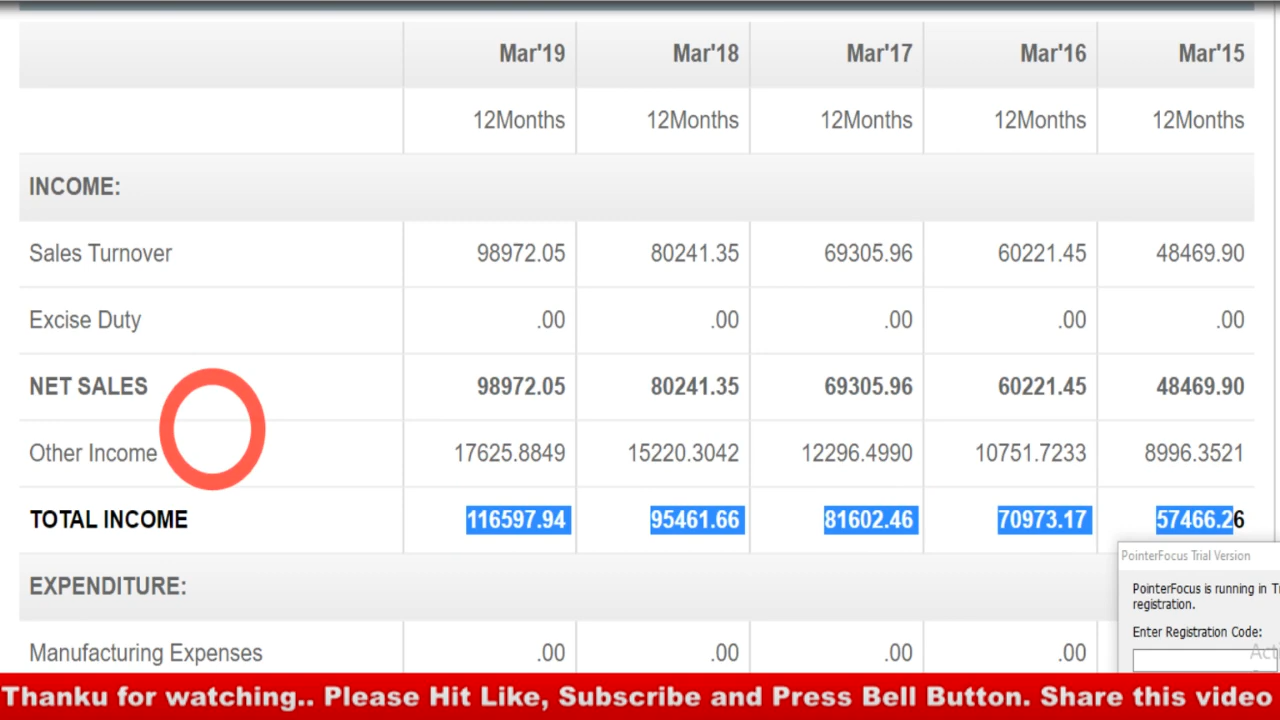 Mar'19 Mar'18 Mar'17 Mar'16 Mar'15
12Months 12Months 12Months 12Months 12Months
INCOME:
Sales Turnover 98972.05 80241.35 69305.96 60221.45 48469.90
Excise Duty .00 .00 .00 .00 .00
NET SALES 98972.05 80241.35 69305.96 60221.45 48469.90
Other Income 17625.8849 15220.3042 12296.4990 10751.7233 8996.3521
TOTAL INCOME 116597.94 95461.66 81602.46 70973.17 57466.26
EXPENDITURE:
Manufacturing Expenses .00 .00 .00 .00
PointerFocus Trial Version
PointerFocus is running in Tr
registration.
Enter Registration Code:
Acti
Thanku for watching.. Please Hit Like, Subscribe and Press Bell Button. Share this video